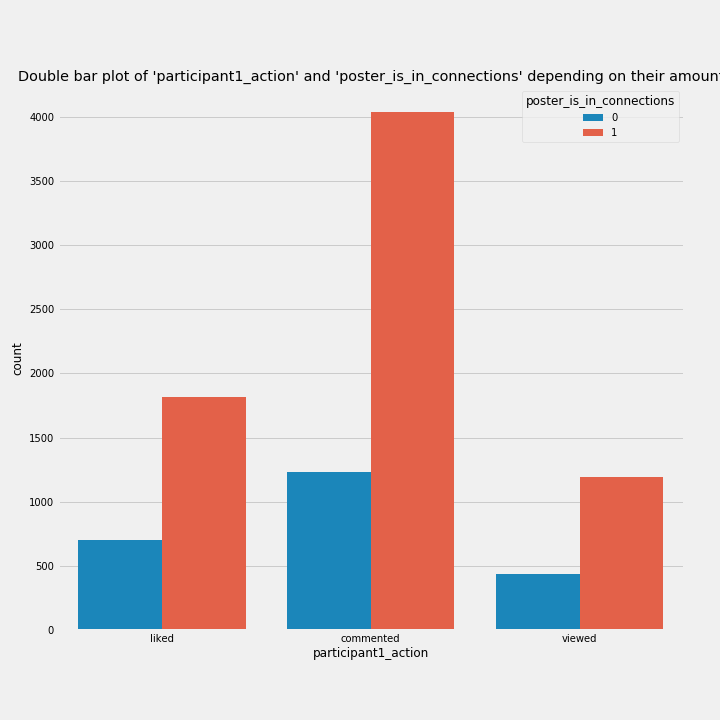 Double bar plot of 'participant1_action' and 'poster_is_in_connections' depending on their amount
poster_is_in_connections
0
1
4000
3500
3000
2500
2000
1500
1000
500
0
count
liked commented viewed
participant1_action